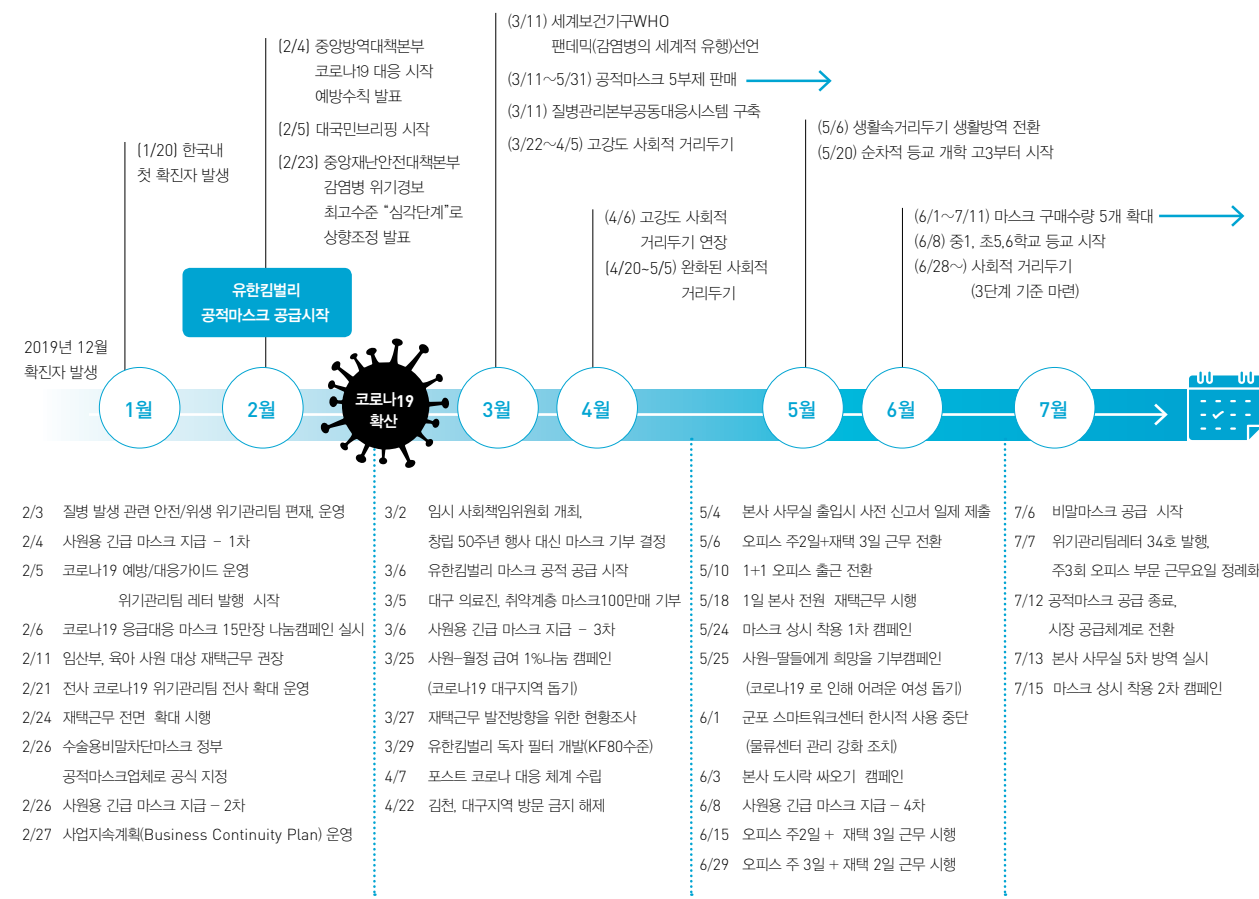 (1/20) 한국내
첫 확진자 발생
(2/4) 중앙방역대책본부
코로나19 대응 시작
예방수칙 발표
(2/5) 대국민브리핑 시작
(2/23) 중앙재난안전대책본부
감염병 위기경보
최고수준 “심각단계”로
상향조정 발표
(3/11) 세계보건기구WHO
팬데믹(감염병의 세계적 유행)선언
(3/11～5/31) 공적마스크 5부제 판매
(3/11) 질병관리본부공동대응시스템 구축
(3/22～4/5) 고강도 사회적 거리두기
(4/6) 고강도 사회적
거리두기 연장
(4/20~5/5) 완화된 사회적
거리두기
(5/6) 생활속거리두기 생활방역 전환
(5/20) 순차적 등교 개학 고3부터 시작
(6/1～7/11) 마스크 구매수량 5개 확대
(6/8) 중1, 초5,6학교 등교 시작
(6/28～) 사회적 거리두기
(3단계 기준 마련)
유한킴벌리
공적마스크 공급시작
2019년 12월
확진자 발생
1월
2월
코로나19
확산
3월
4월
5월
6월
7월
2/3 질병 발생 관련 안전/위생 위기관리팀 편재, 운영
2/4 사원용 긴급 마스크 지급 - 1차
2/5 코로나19 예방/대응가이드 운영
위기관리팀 레터 발행 시작
2/6 코로나19 응급대응 마스크 15만장 나눔캠페인 실시
2/11 임산부, 육아 사원 대상 재택근무 권장
2/21 전사 코로나19 위기관리팀 전사 확대 운영
2/24 재택근무 전면 확대 시행
2/26 수술용비말차단마스크 정부
공적마스크업체로 공식 지정
2/26 사원용 긴급 마스크 지급 - 2차
2/27 사업지속계획(Business Continuity Plan) 운영
3/2 임시 사회책임위원회 개최,
창립 50주년 행사 대신 마스크 기부 결정
3/6 유한킴벌리 마스크 공적 공급 시작
3/5 대구 의료진, 취약계층 마스크100만매 기부
3/6 사원용 긴급 마스크 지급 - 3차
3/25 사원-월정 급여 1%나눔 캠페인
(코로나19 대구지역 돕기)
3/27 재택근무 발전방향을 위한 현황조사
3/29 유한킴벌리 독자 필터 개발(KF80수준)
4/7 포스트 코로나 대응 체계 수립
4/22 김천, 대구지역 방문 금지 해제
5/4 본사 사무실 출입시 사전 신고서 일제 제출
5/6 오피스 주2일+재택 3일 근무 전환
5/10 1+1 오피스 출근 전환
5/18 1일 본사 전원 재택근무 시행
5/24 마스크 상시 착용 1차 캠페인
5/25 사원-딸들에게 희망을 기부캠페인
(코로나19 로 인해 어려운 여성 돕기)
6/1 군포 스마트워크센터 한시적 사용 중단
(물류센터 관리 강화 조치)
6/3 본사 도시락 싸오기 캠페인
6/8 사원용 긴급 마스크 지급 - 4차
6/15 오피스 주2일 + 재택 3일 근무 시행
6/29 오피스 주 3일 + 재택 2일 근무 시행
7/6 비말마스크 공급 시작
7/7 위기관리팀레터 34호 발행,
주3회 오피스 부문 근무요일 정례화
7/12 공적마스크 공급 종료,
시장 공급체계로 전환
7/13 본사 사무실 5차 방역 실시
7/15 마스크 상시 착용 2차 캠페인